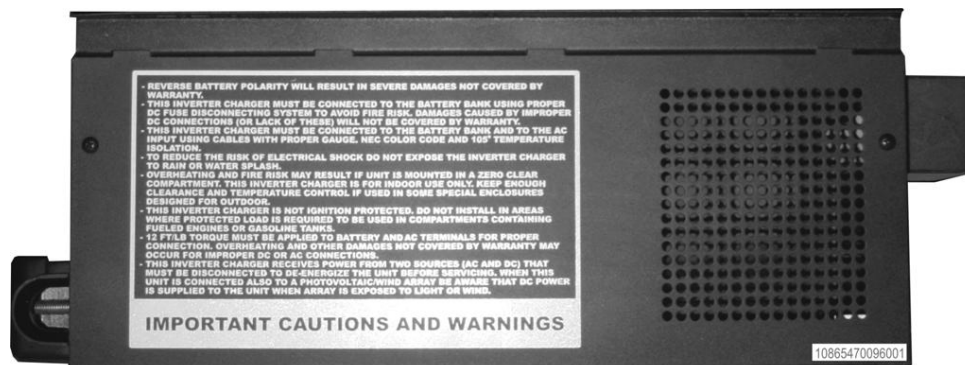 - REVERSE BATTERY POLARITY WILL RESULT IN SEVERE DAMAGES NOT COVERED BY
WARRANTY.
- THIS INVERTER CHARGER MUST BE CONNECTED TO THE BATTERY BANK USING PROPER
DC FUSE DISCONNECTING SYSTEM TO AVOID FIRE RISK. DAMAGES CAUSED BY IMPROPER
DC CONNECTIONS (OR LACK OF THESE) WILL NOT BE COVERED BY WARRANTY.
- THIS INVERTER CHARGER MUST BE CONNECTED TO THE BATTERY BANK AND TO THE AC
INPUT USING CABLES WITH PROPER GAUGE. NEC COLOR CODE AND 105° TEMPERATURE
ISOLATION.
- TO REDUCE THE RISK OF ELECTRICAL SHOCK DO NOT EXPOSE THE INVERTER CHARGER
TO RAIN OR WATER SPLASH.
- OVERHEATING AND FIRE RISK MAY RESULT IF UNIT IS MOUNTED IN A ZERO CLEAR
COMPARTMENT. THIS INVERTER CHARGER IS FOR INDOOR USE ONLY. KEEP ENOUGH
CLEARANCE AND TEMPERATURE CONTROL IF USED IN SOME SPECIAL ENCLOSURES
DESIGNED FOR OUTDOOR.
- THIS INVERTER CHARGER IS NOT IGNITION PROTECTED. DO NOT INSTALL IN AREAS
WHERE PROTECTED LOAD IS REQUIRED TO BE USED IN COMPARTMENTS CONTAINING
FUELED ENGINES OR GASOLINE TANKS.
- 12 FT/LB TORQUE MUST BE APPLIED TO BATTERY AND AC TERMINALS FOR PROPER
CONNECTION. OVERHEATING AND OTHER DAMAGES NOT COVERED BY WARRANTY MAY
OCCUR FOR IMPROPER DC OR AC CONNECTIONS.
- THIS INVERTER CHARGER RECEIVES POWER FROM TWO SOURCES (AC AND DC) THAT
MUST BE DISCONNECTED TO DE-ENERGIZE THE UNIT BEFORE SERVICING. WHEN THIS
UNIT IS CONNECTED ALSO TO A PHOTOVOLTAIC/WIND ARRAY BE AWARE THAT DC POWER
IS SUPPLIED TO THE UNIT WHEN ARRAY IS EXPOSED TO LIGHT OR WIND.
IMPORTANT CAUTIONS AND WARNINGS
10865470096001